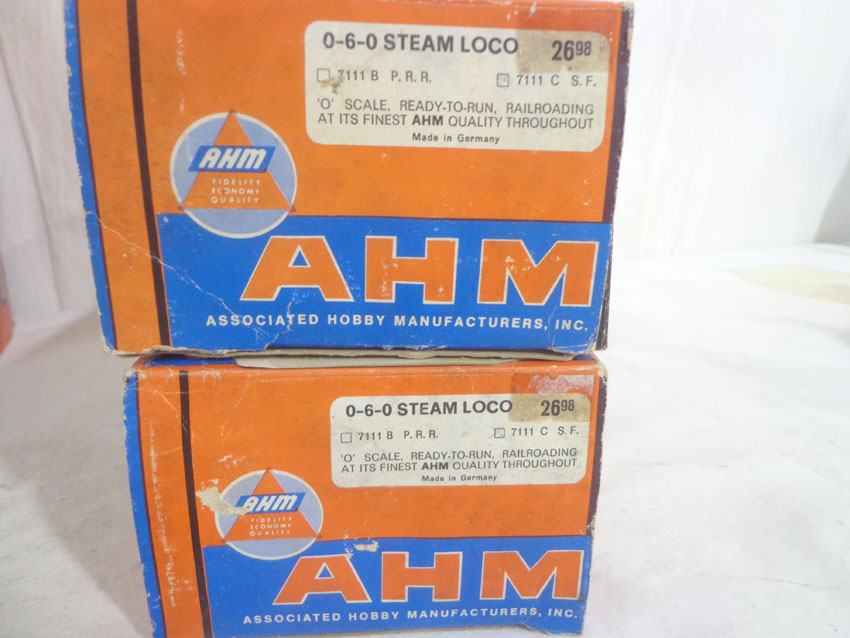 0-6-0 STEAM LOCO 26.98
☐ 7111 B P. R. R. ☑ 7111 C S. F.
'O' SCALE, READY-TO-RUN, RAILROADING
AT ITS FINEST AHM QUALITY THROUGHOUT
Made in Germany
AHM
FIDELITY
ECONOMY
QUALITY
AHM
ASSOCIATED HOBBY MANUFACTURERS, INC.
0-6-0 STEAM LOCO 26.98
☐ 7111 B P. R. R. ☑ 7111 C S. F.
'O' SCALE, READY-TO-RUN, RAILROADING
AT ITS FINEST AHM QUALITY THROUGHOUT
Made in Germany
AHM
FIDELITY
ECONOMY
QUALITY
AHM
ASSOCIATED HOBBY MANUFACTURERS, INC.